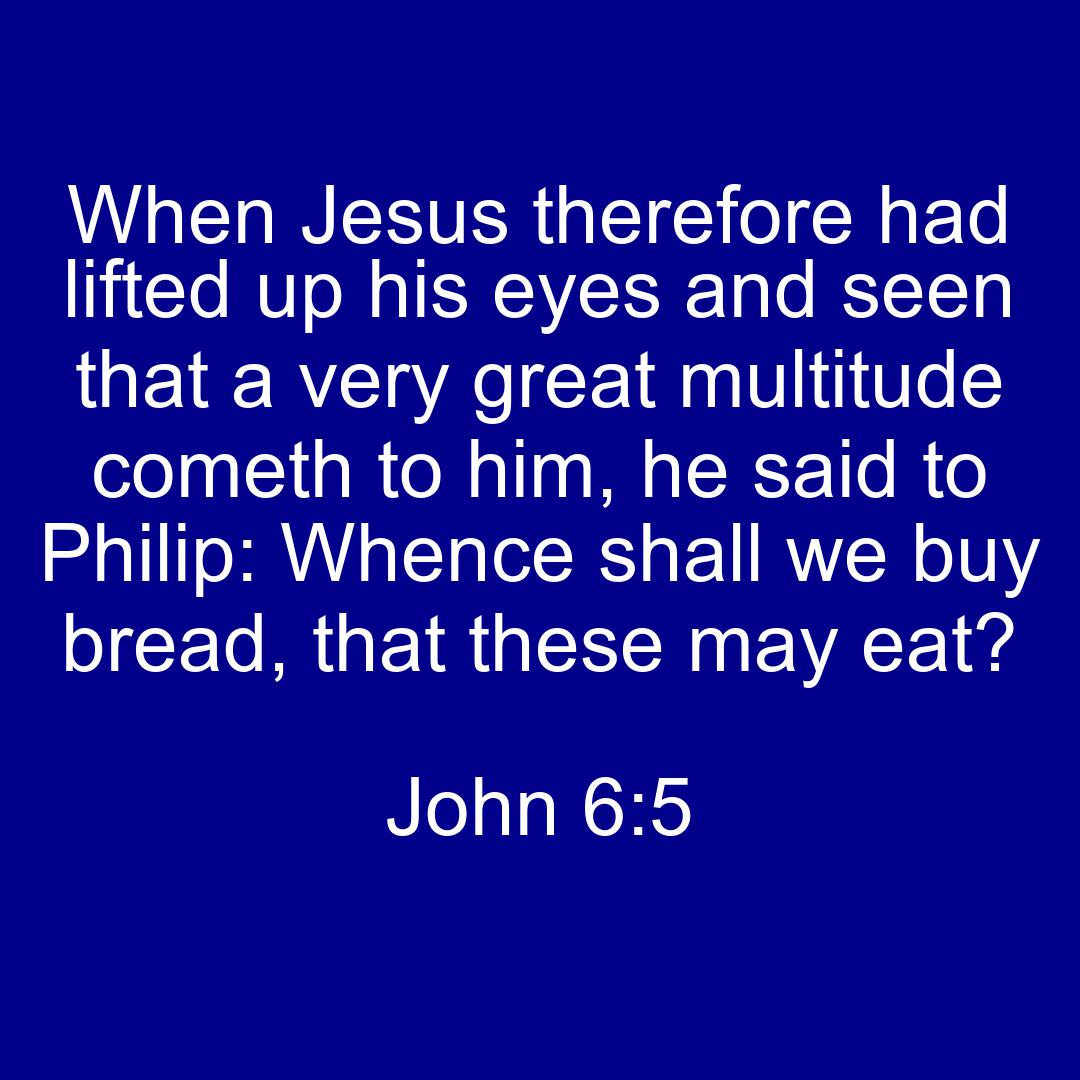 When Jesus therefore had
lifted up his eyes and seen
that a very great multitude
cometh to him, he said to
Philip: Whence shall we buy
bread, that these may eat?
John 6:5